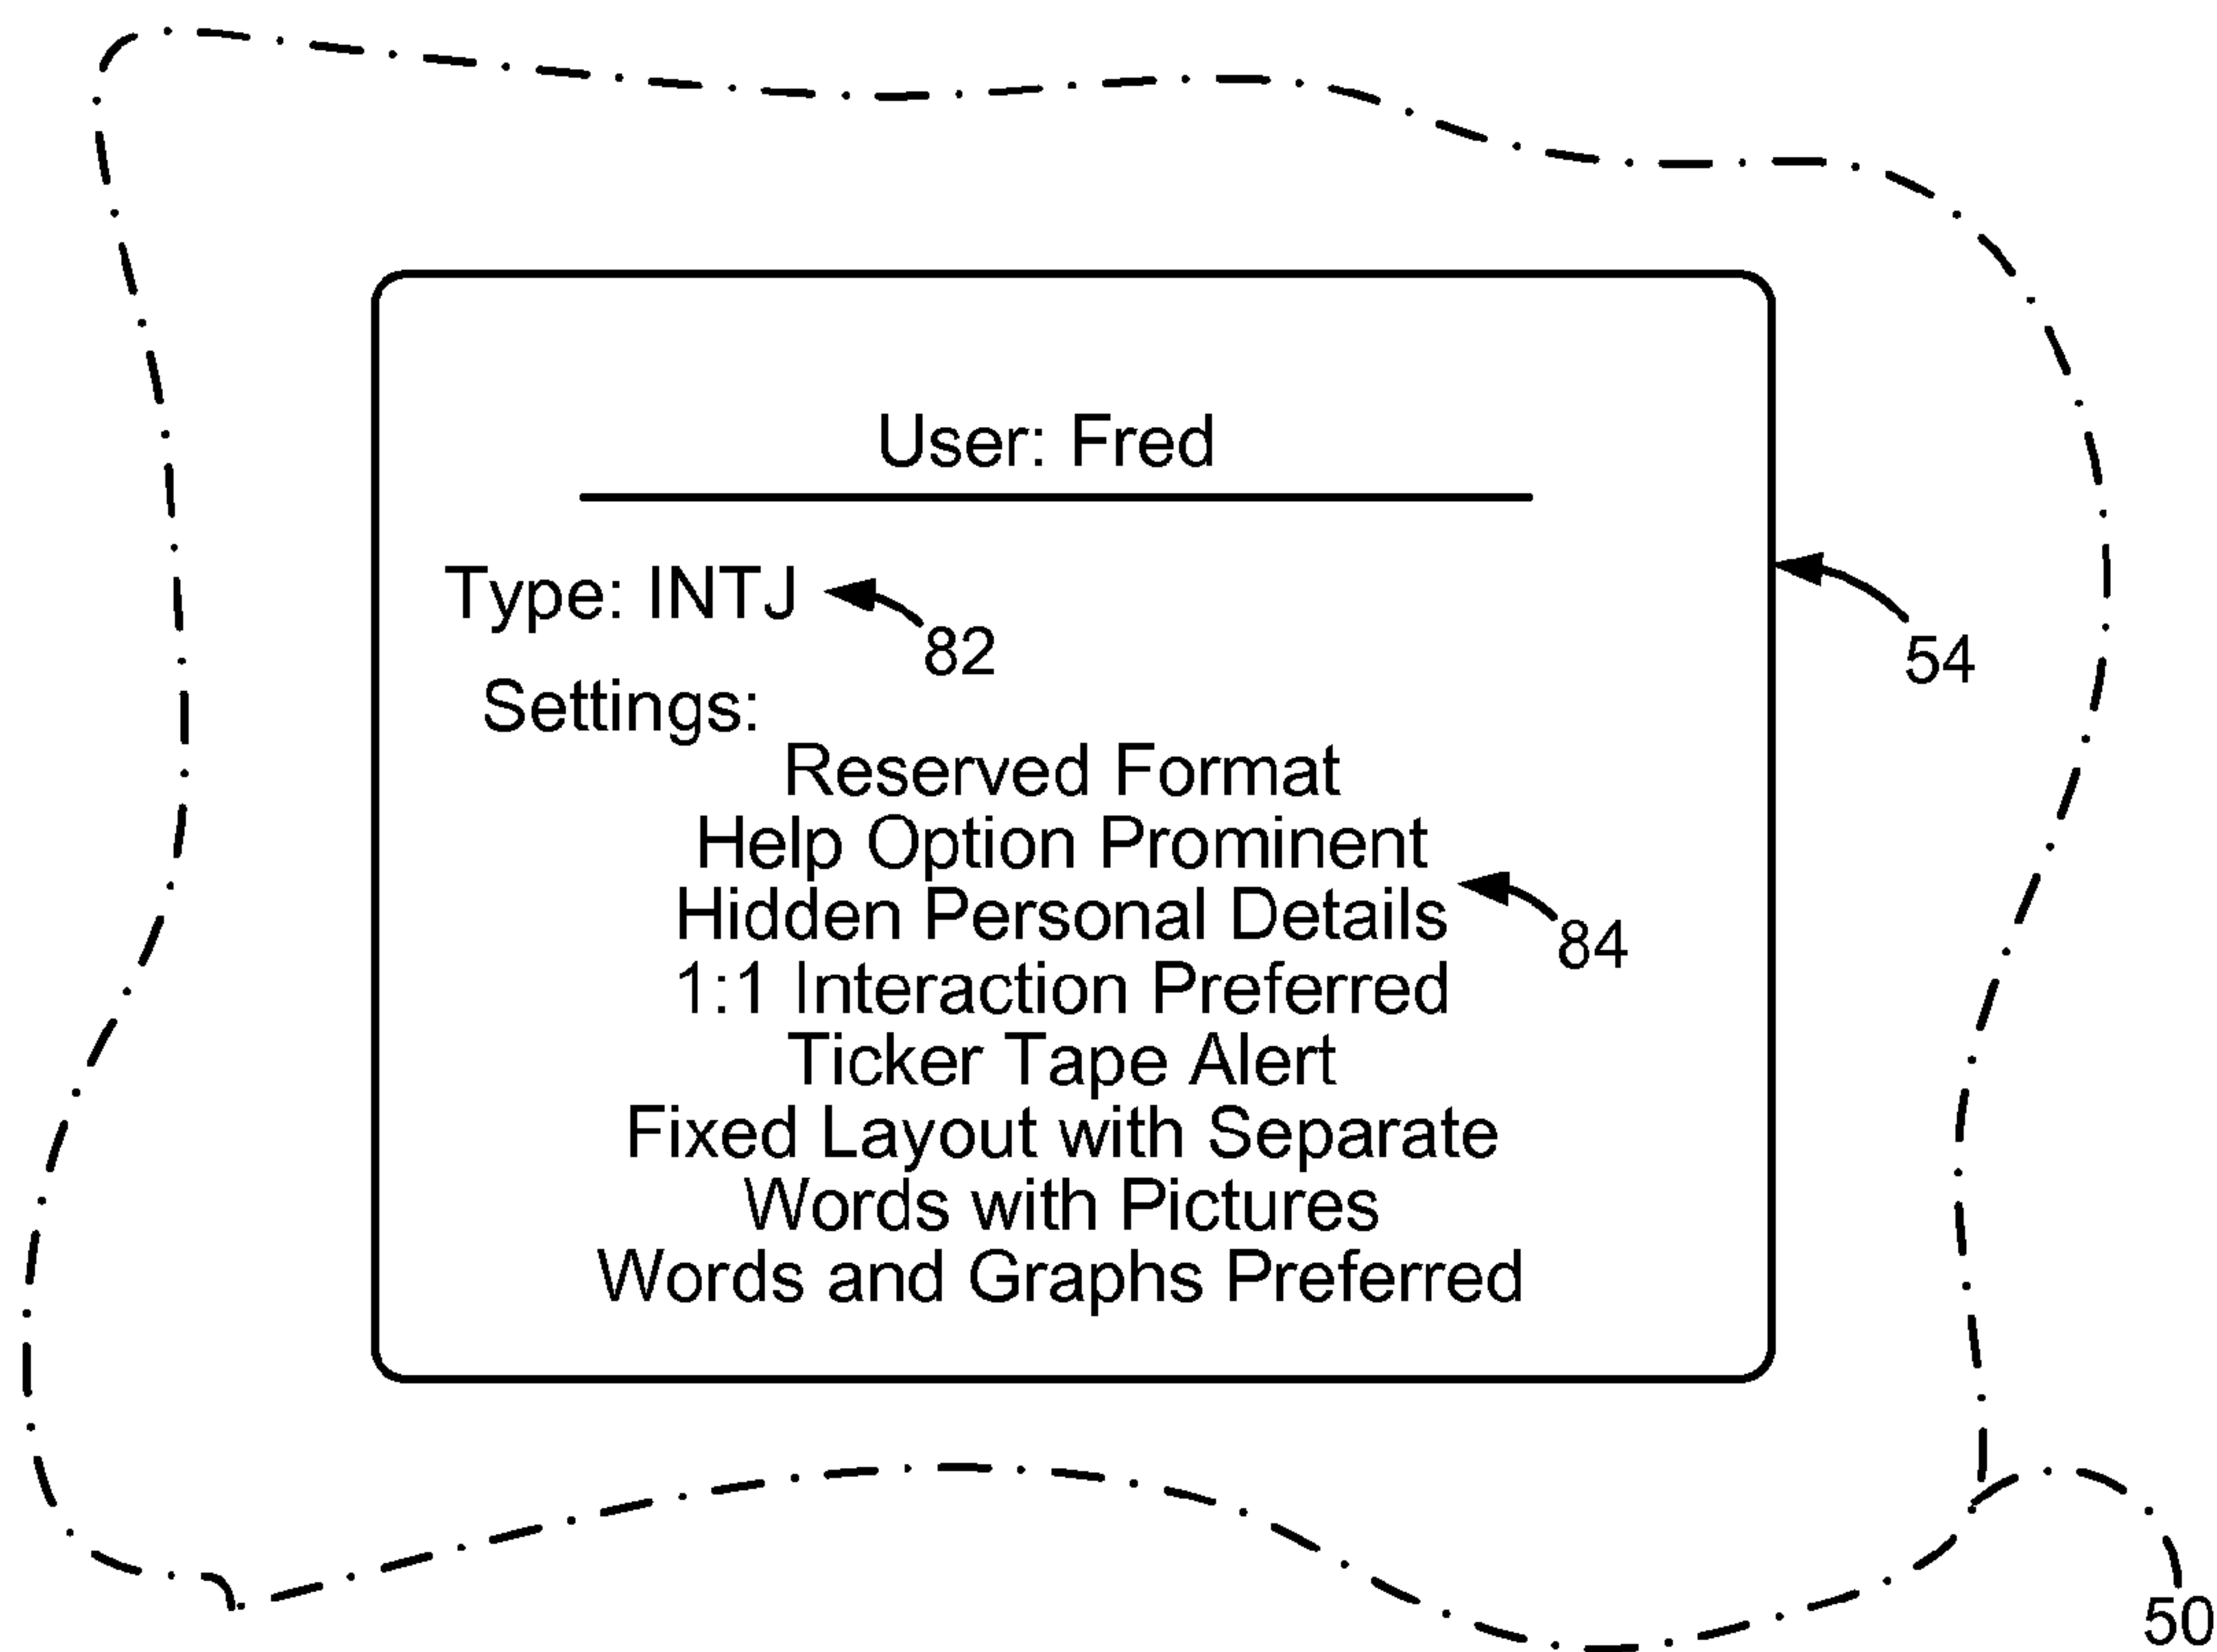 User: Fred
Type: INTJ
82
54
Settings:
Reserved Format
Help Option Prominent
Hidden Personal Details
84
1:1 Interaction Preferred
Ticker Tape Alert
Fixed Layout with Separate
Words with Pictures
Words and Graphs Preferred
50